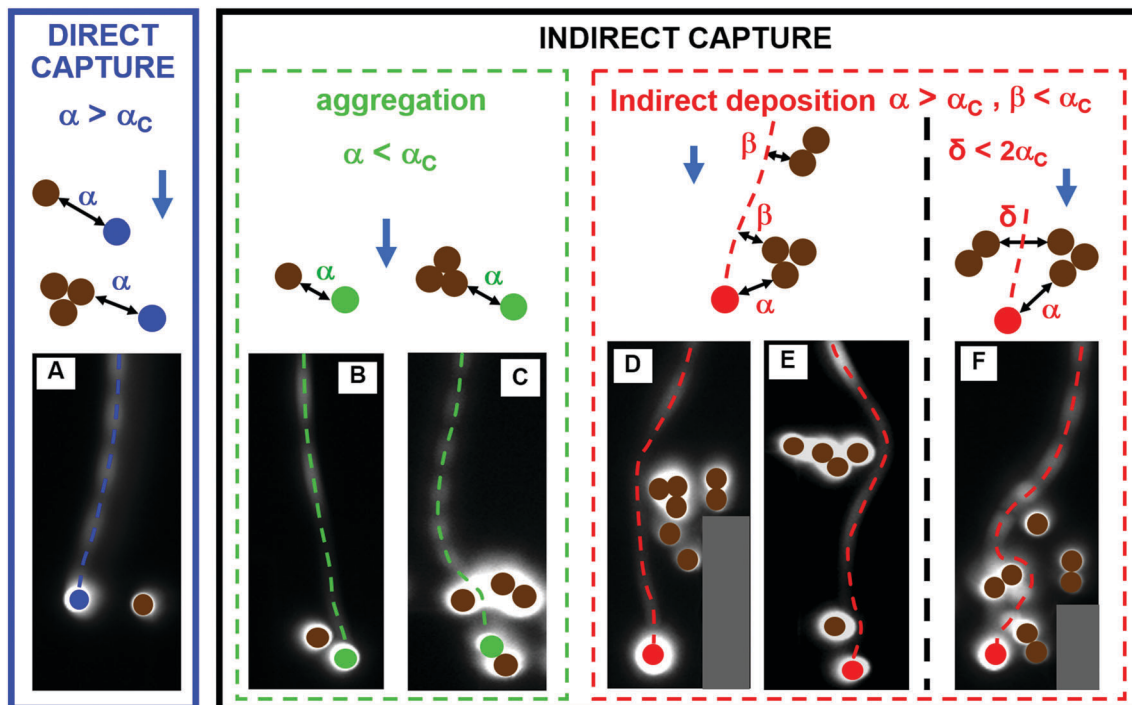 DIRECT
CAPTURE
α > αC
α
α
A
INDIRECT CAPTURE
aggregation
α < αC
α
α
B
C
Indirect deposition α > αC , β < αC
δ < 2αC
β
β
α
δ
α
D
E
F